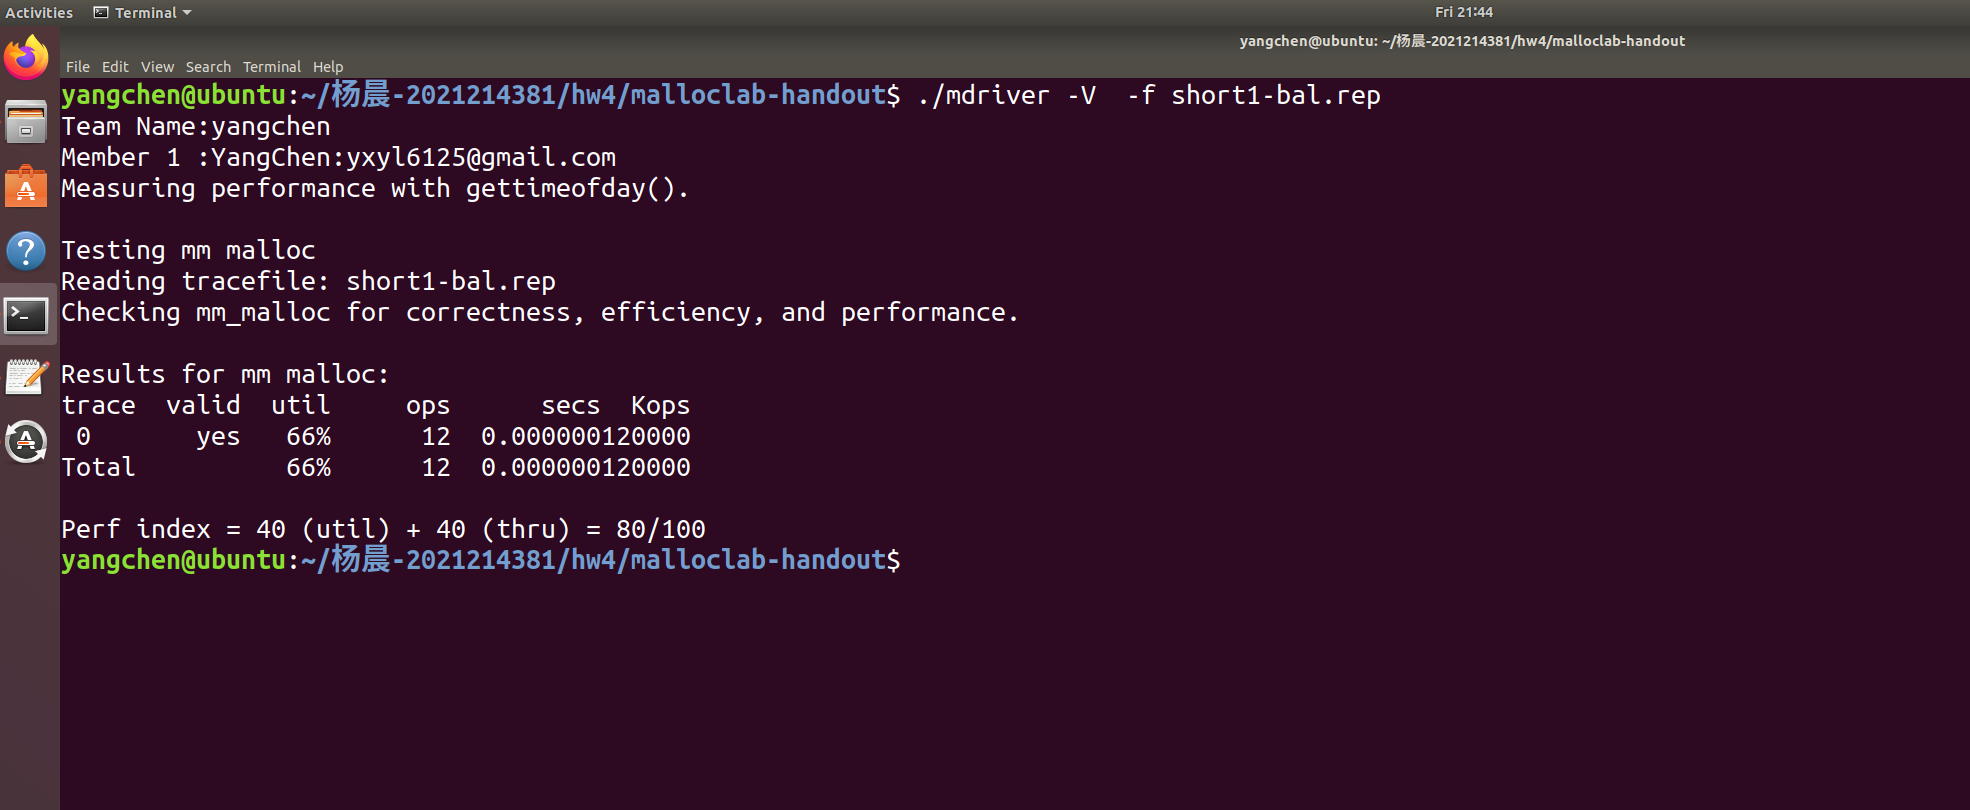 Activities Terminal Fri 21:44
yangchen@ubuntu: ~/杨晨-2021214381/hw4/malloclab-handout
File Edit View Search Terminal Help
yangchen@ubuntu:~/杨晨-2021214381/hw4/malloclab-handout$ ./mdriver -V  -f short1-bal.rep
Team Name:yangchen
Member 1 :YangChen:yxyl6125@gmail.com
Measuring performance with gettimeofday().
Testing mm malloc
Reading tracefile: short1-bal.rep
Checking mm_malloc for correctness, efficiency, and performance.
Results for mm malloc:
trace  valid  util     ops      secs  Kops
 0       yes   66%      12  0.000000120000
Total          66%      12  0.000000120000
Perf index = 40 (util) + 40 (thru) = 80/100
yangchen@ubuntu:~/杨晨-2021214381/hw4/malloclab-handout$